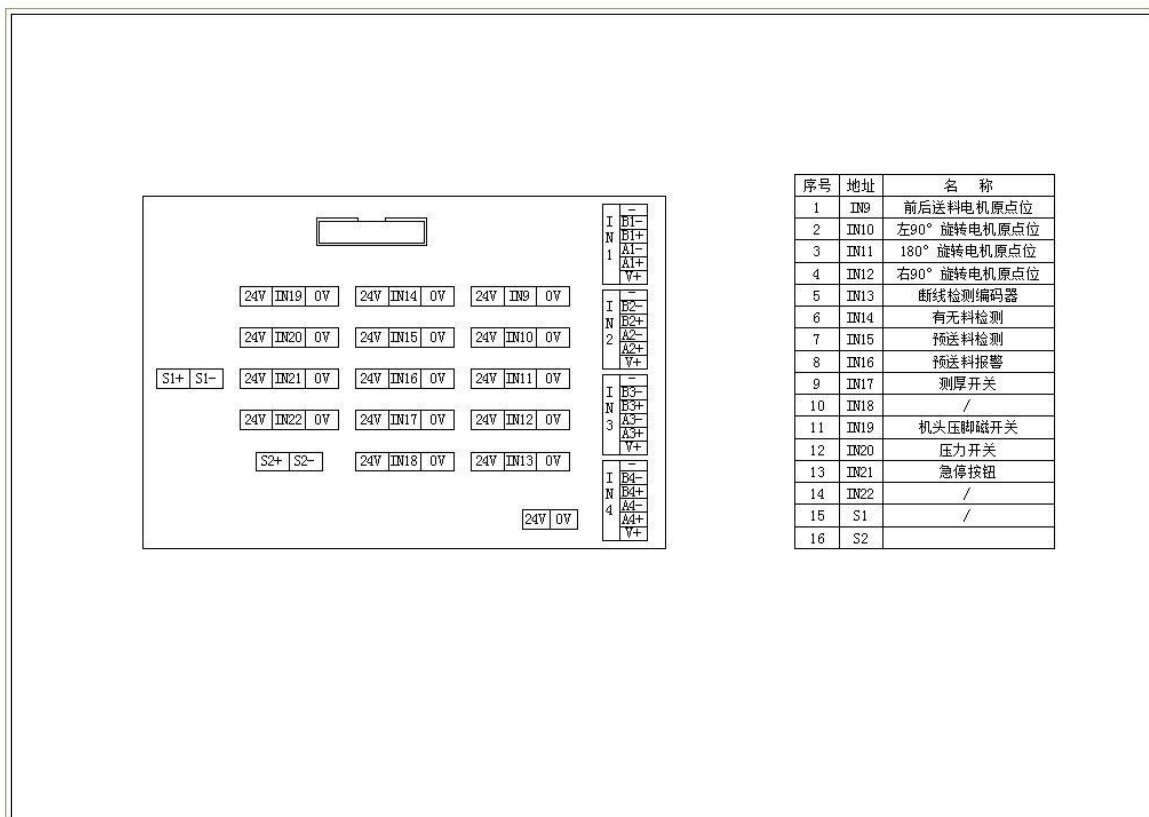 序号 地址 名 称
1 IN9 前后送料电机原点位
2 IN10 左90° 旋转电机原点位
3 IN11 180° 旋转电机原点位
4 IN12 右90° 旋转电机原点位
5 IN13 断线检测编码器
6 IN14 有无料检测
7 IN15 预送料检测
8 IN16 预送料报警
9 IN17 测厚开关
10 IN18 /
11 IN19 机头压脚磁开关
12 IN20 压力开关
13 IN21 急停按钮
14 IN22 /
15 S1 /
16 S2
24V IN19 0V 24V IN14 0V 24V IN9 0V
24V IN20 0V 24V IN15 0V 24V IN10 0V
S1+ S1- 24V IN21 0V 24V IN16 0V 24V IN11 0V
24V IN22 0V 24V IN17 0V 24V IN12 0V
S2+ S2- 24V IN18 0V 24V IN13 0V
24V 0V
IN1
-
B1-
B1+
A1-
A1+
V+
IN2
-
B2-
B2+
A2-
A2+
V+
IN3
-
B3-
B3+
A3-
A3+
V+
IN4
-
B4-
B4+
A4-
A4+
V+